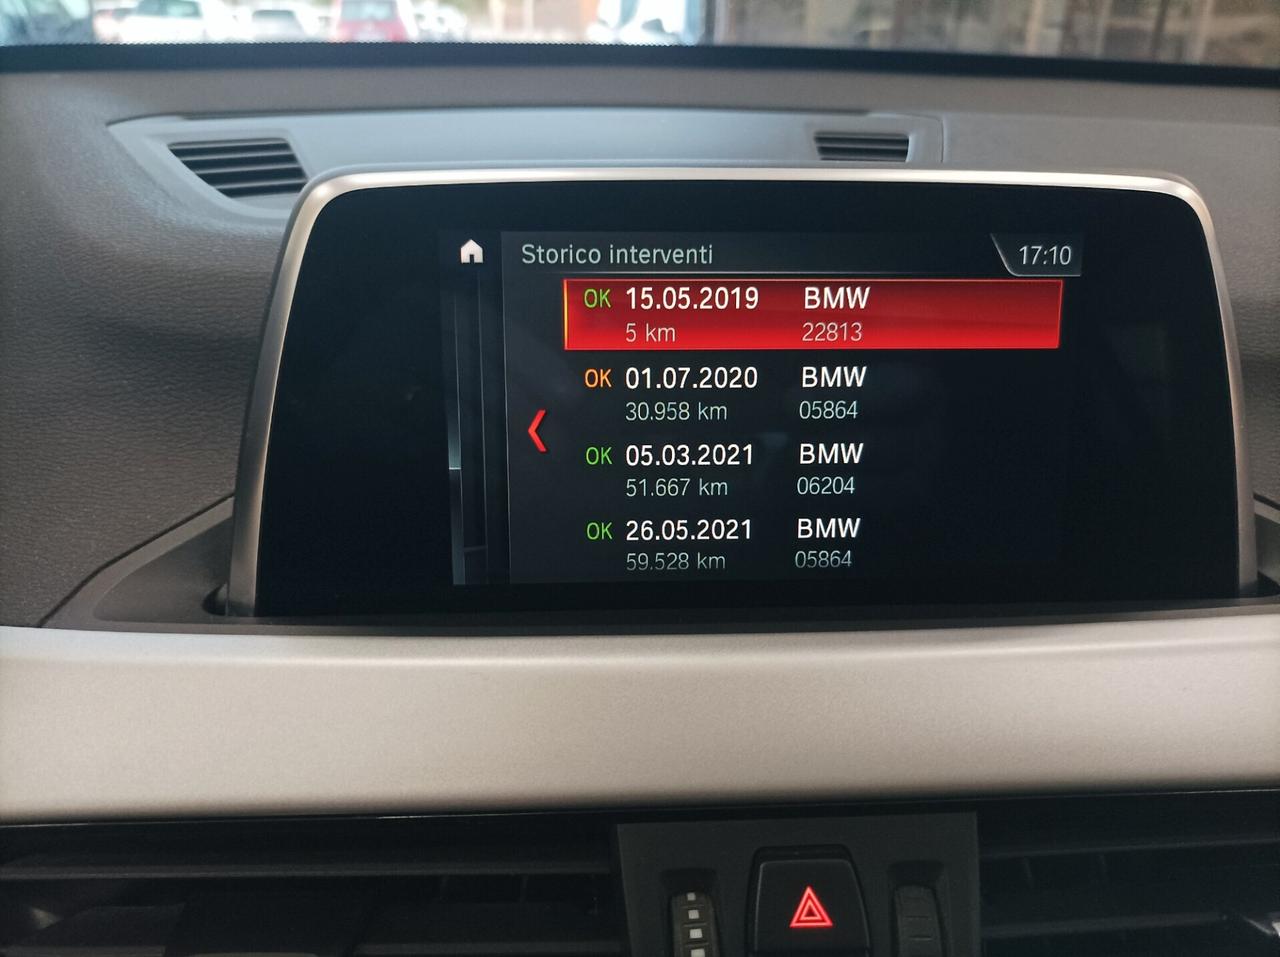 Storico interventi 17:10
OK 15.05.2019 BMW
5 km 22813
OK 01.07.2020 BMW
30.958 km 05864
OK 05.03.2021 BMW
51.667 km 06204
OK 26.05.2021 BMW
59.528 km 05864